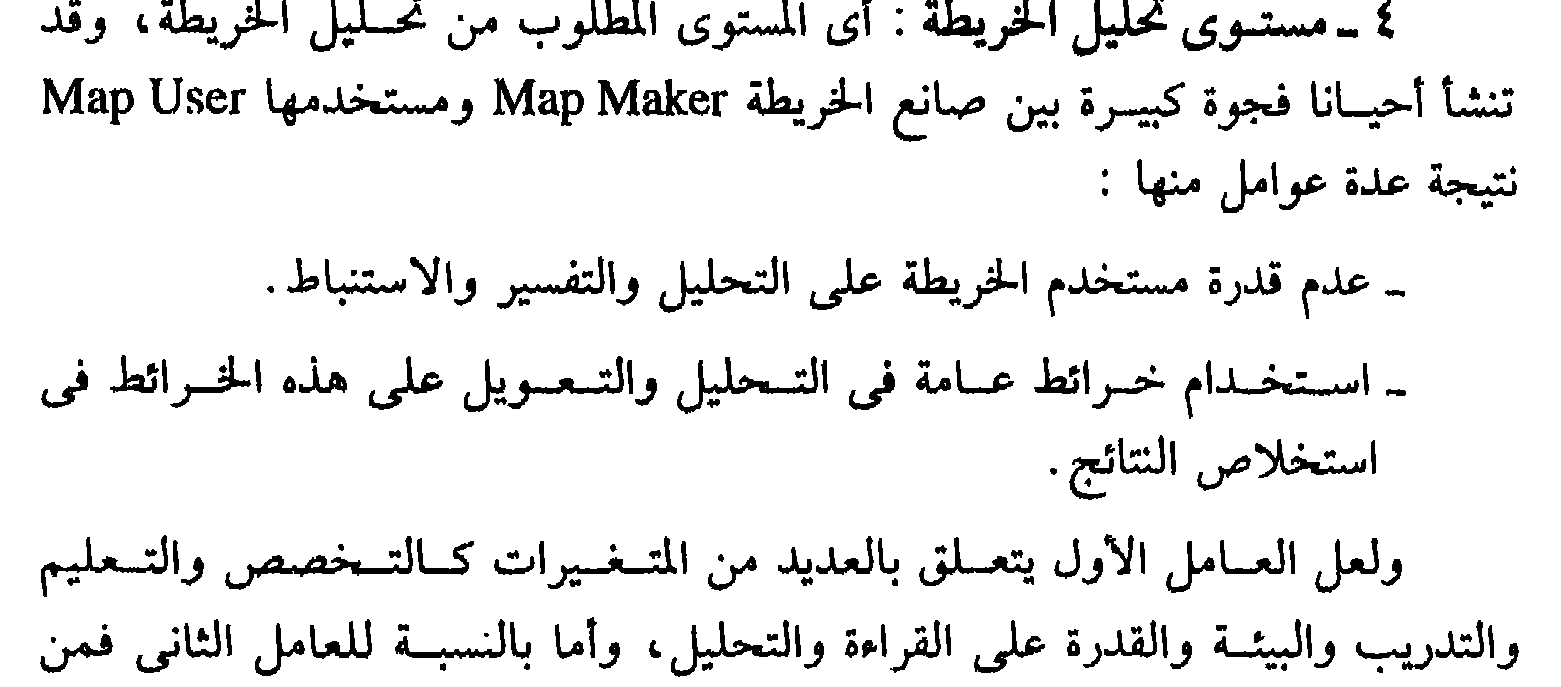 ٤ ـ مستوى تحليل الخريطة : أى المستوى المطلوب من تحليل الخريطة، وقد
تنشأ أحيانا فجوة كبيرة بين صانع الخريطة Map Maker ومستخدمها Map User
نتيجة عدة عوامل منها :
ـ عدم قدرة مستخدم الخريطة على التحليل والتفسير والاستنباط.
ـ استخدام خرائط عامة فى التحليل والتعويل على هذه الخرائط فى
استخلاص النتائج.
ولعل العامل الأول يتعلق بالعديد من المتغيرات كالتخصص والتعليم
والتدريب والبيئة والقدرة على القراءة والتحليل، وأما بالنسبة للعامل الثانى فمن